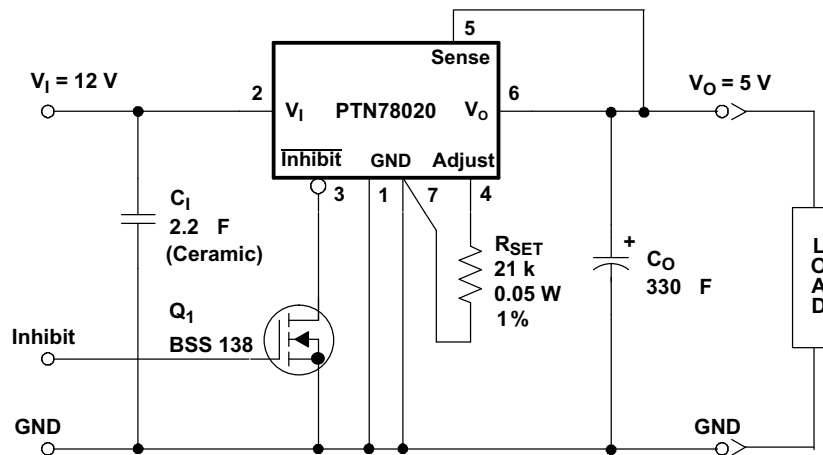 5
Sense
V_I = 12 V
2
V_I
PTN78020
V_O
6
V_O = 5 V
Inhibit
GND
Adjust
3
1
7
4
C_I
2.2 F
(Ceramic)
R_SET
21 k
0.05 W
1%
+
C_O
330 F
LOAD
Q_1
BSS 138
Inhibit
GND
GND